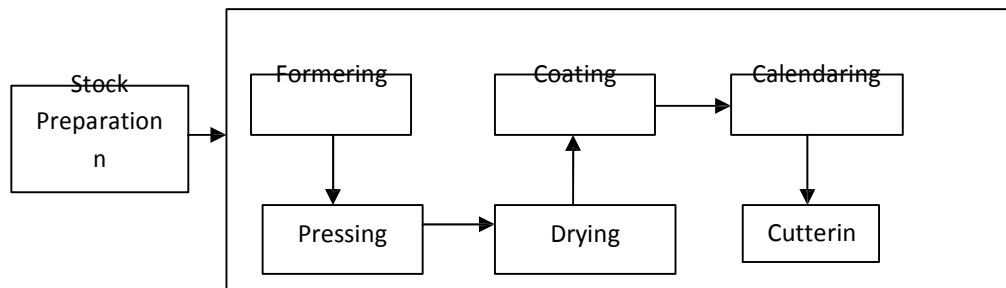 Stock
Preparation
n
Formering
Coating
Calendaring
Pressing
Drying
Cutterin